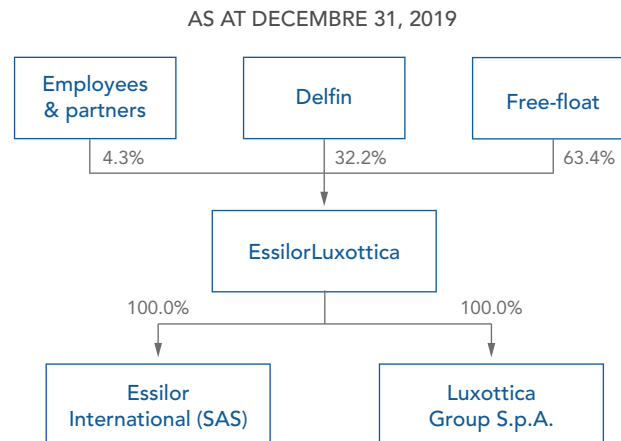 AS AT DECEMBRE 31, 2019
Employees
& partners
Delfin
Free-float
4.3%
32.2%
63.4%
EssilorLuxottica
100.0%
100.0%
Essilor
International (SAS)
Luxottica
Group S.p.A.